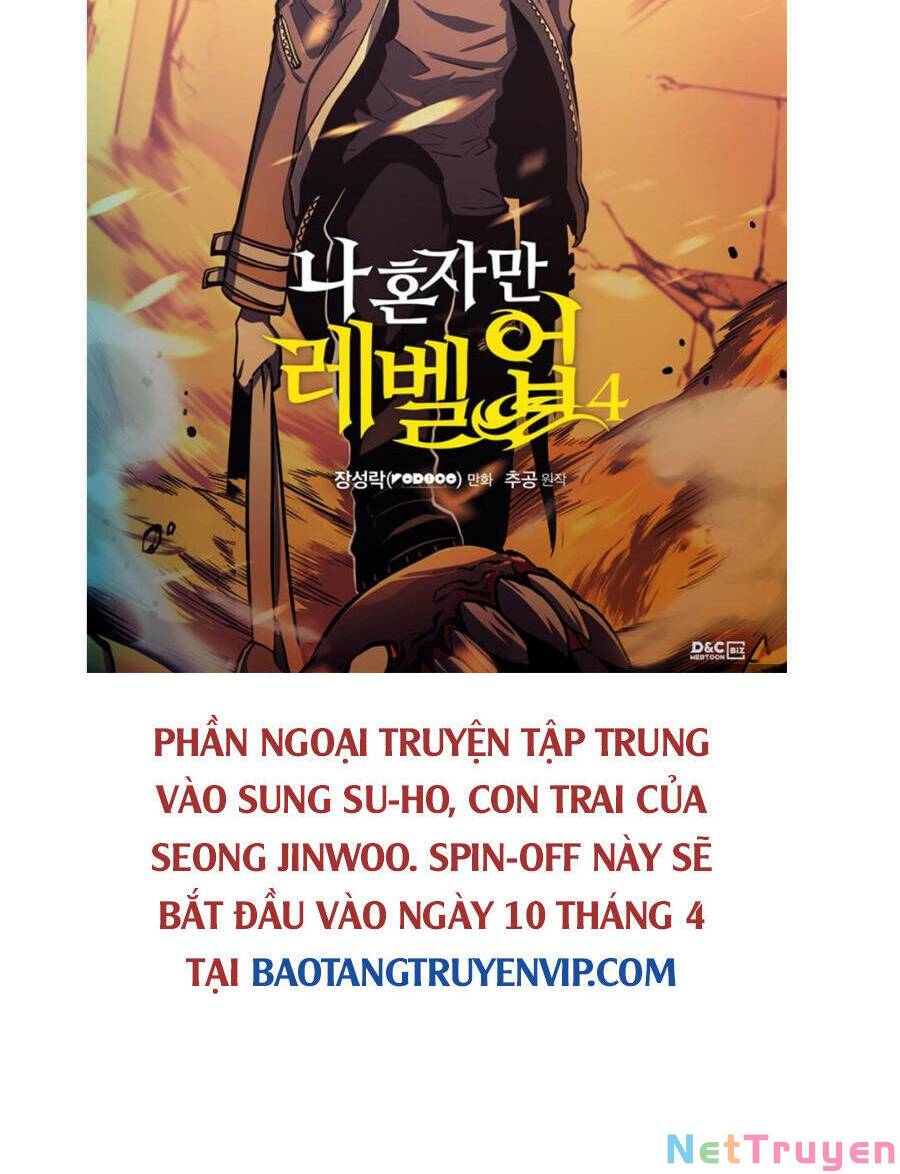 나 혼자만
레벨업 4
장성락(REDICE) 만화 추공 원작
D&C WEBTOON BIZ
PHẦN NGOẠI TRUYỆN TẬP TRUNG
VÀO SUNG SU-HO, CON TRAI CỦA
SEONG JINWOO. SPIN-OFF NÀY SẼ
BẮT ĐẦU VÀO NGÀY 10 THÁNG 4
TẠI BAOTANGTRUYENVIP.COM
NetTruyen